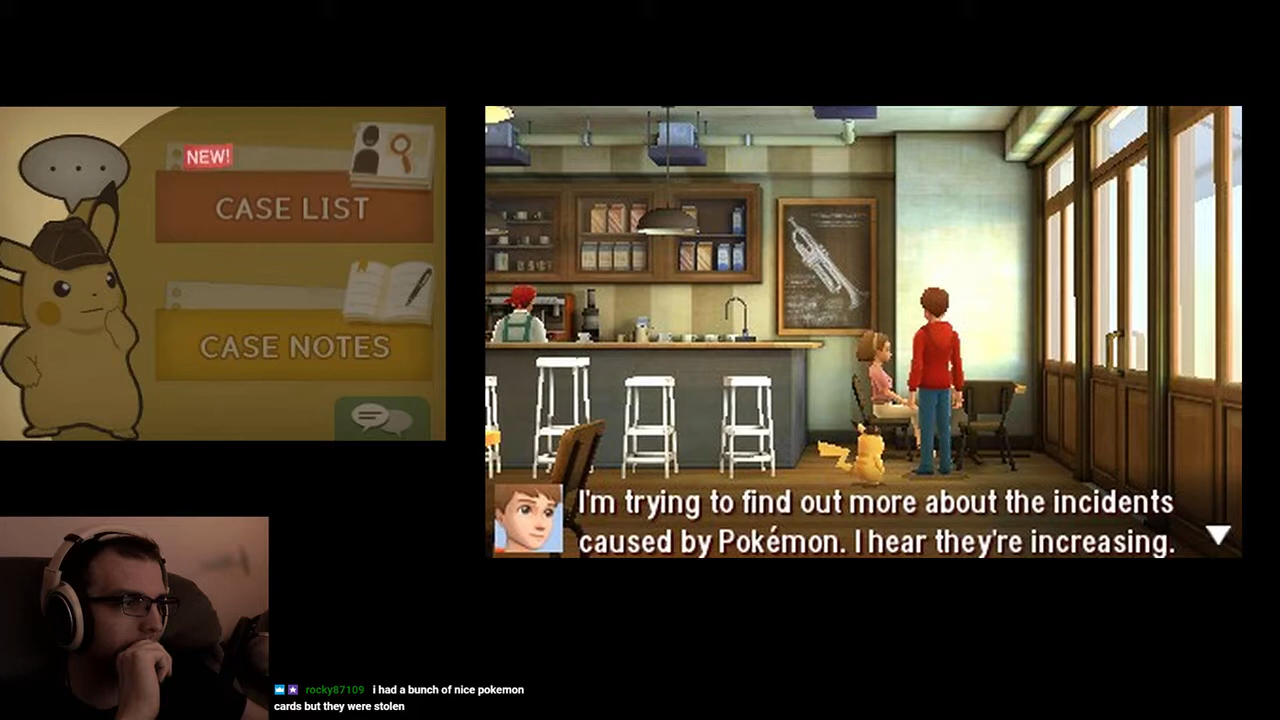 NEW!
CASE LIST
CASE NOTES
I'm trying to find out more about the incidents
caused by Pokémon. I hear they're increasing.
rocky87109 i had a bunch of nice pokemon
cards but they were stolen